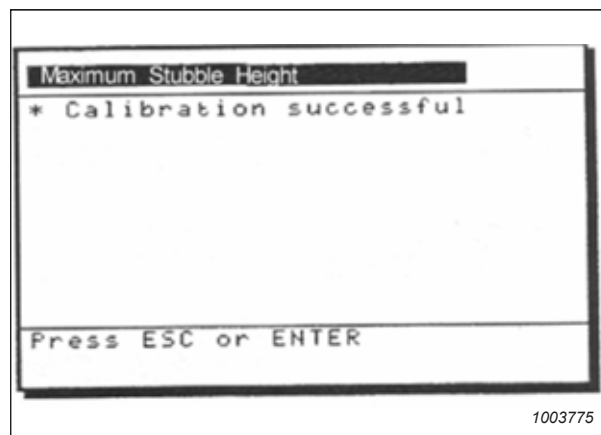 Maximum Stubble Height
* Calibration successful
Press ESC or ENTER
1003775